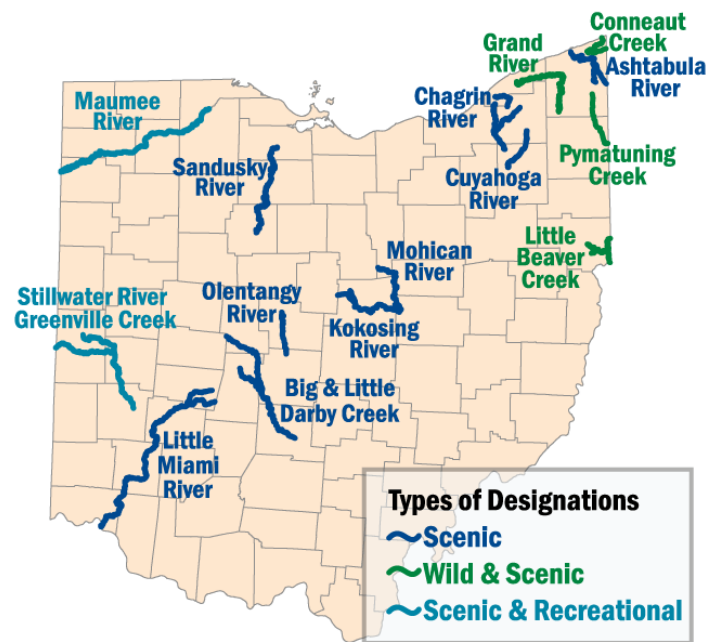 Conneaut
Creek
Grand
River
Ashtabula
River
Maumee
River
Chagrin
River
Sandusky
River
Pymatuning
Creek
Cuyahoga
River
Little
Beaver
Creek
Mohican
River
Stillwater River
Greenville Creek
Olentangy
River
Kokosing
River
Big & Little
Darby Creek
Little
Miami
River
Types of Designations
Scenic
Wild & Scenic
Scenic & Recreational